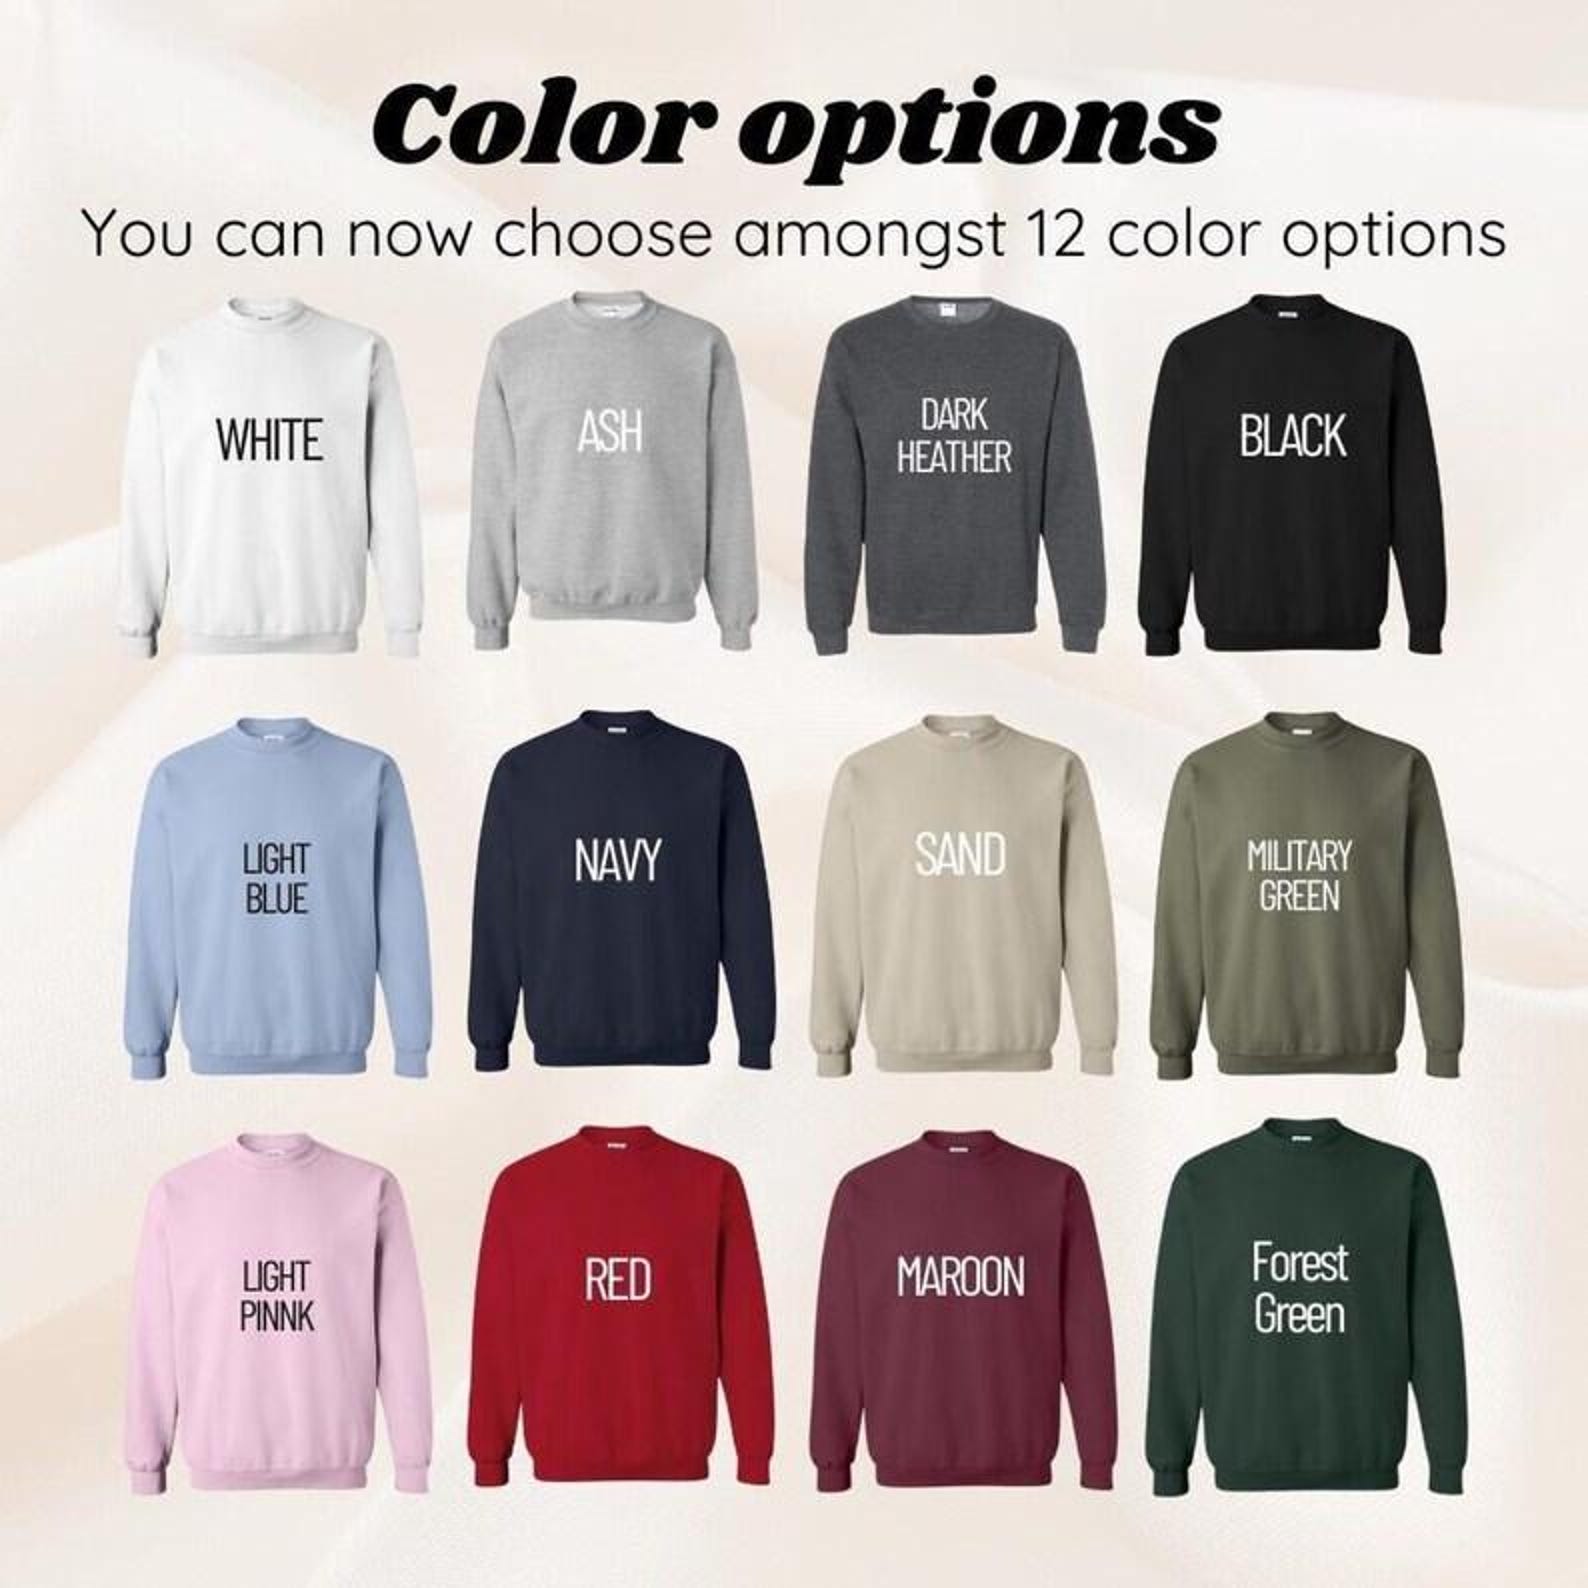 Color options
You can now choose amongst 12 color options
WHITE
ASH
DARK
HEATHER
BLACK
LIGHT
BLUE
NAVY
SAND
MILITARY
GREEN
LIGHT
PINNK
RED
MAROON
Forest
Green